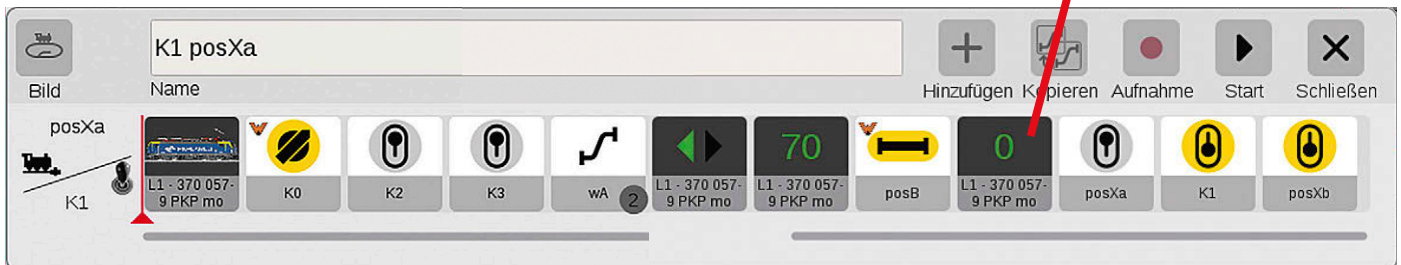 K1 posXa
Bild
Name
Hinzufügen
Kopieren
Aufnahme
Start
Schließen
posXa
K1
L1 - 370 057-
9 PKP mo
K0
K2
K3
wA
2
L1 - 370 057-
9 PKP mo
70
L1 - 370 057-
9 PKP mo
posB
0
L1 - 370 057-
9 PKP mo
posXa
K1
posXb